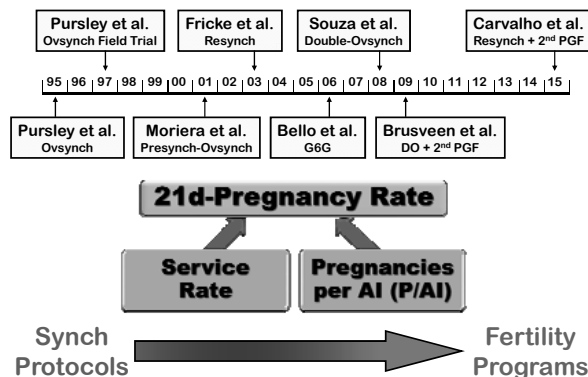 Pursley et al.
Ovsynch Field Trial
Fricke et al.
Resynch
Souza et al.
Double-Ovsynch
Carvalho et al.
Resynch + 2nd PGF
95 96 97 98 99 00 01 02 03 04 05 06 07 08 09 10 11 12 13 14 15
Pursley et al.
Ovsynch
Moriera et al.
Presynch-Ovsynch
Bello et al.
G6G
Brusveen et al.
DO + 2nd PGF
21d-Pregnancy Rate
Service
Rate
Pregnancies
per AI (P/AI)
Synch
Protocols
Fertility
Programs